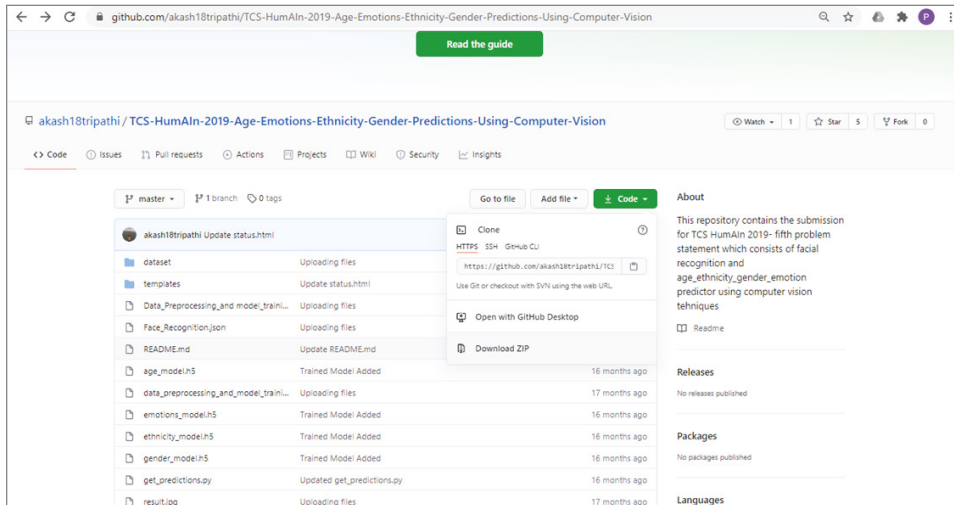 github.com/akash18tripathi/TCS-HumAIn-2019-Age-Emotions-Ethnicity-Gender-Predictions-Using-Computer-Vision
P
Read the guide
akash18tripathi / TCS-HumAIn-2019-Age-Emotions-Ethnicity-Gender-Predictions-Using-Computer-Vision
Watch 1 Star 5 Fork 0
Code Issues Pull requests Actions Projects Wiki Security Insights
master 1 branch 0 tags Go to file Add file Code
akash18tripathi Update status.html
dataset Uploading files
templates Update status.html
Data_Preprocessing_and model_traini... Uploading files
Face_Recognition.json Uploading files
README.md Update README.md
age_model.h5 Trained Model Added 16 months ago
data_preprocessing_and_model_traini... Uploading files 17 months ago
emotions_model.h5 Trained Model Added 16 months ago
ethnicity_model.h5 Trained Model Added 16 months ago
gender_model.h5 Trained Model Added 16 months ago
get_predictions.py Updated get_predictions.py 16 months ago
result.jpg Uploading files 17 months ago
Clone
HTTPS SSH GitHub CLI
https://github.com/akash18tripathi/TCS
Use Git or checkout with SVN using the web URL.
Open with GitHub Desktop
Download ZIP
About
This repository contains the submission
for TCS HumAIn 2019- fifth problem
statement which consists of facial
recognition and
age_ethnicity_gender_emotion
predictor using computer vision
tehniques
Readme
Releases
No releases published
Packages
No packages published
Languages